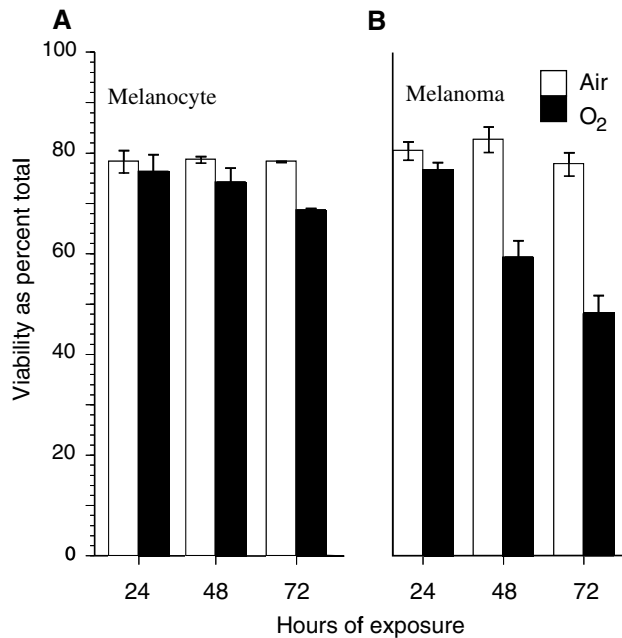 A
B
100
80
60
40
20
0
Viability as percent total
Melanocyte
Melanoma
Air
O₂
24 48 72
24 48 72
Hours of exposure